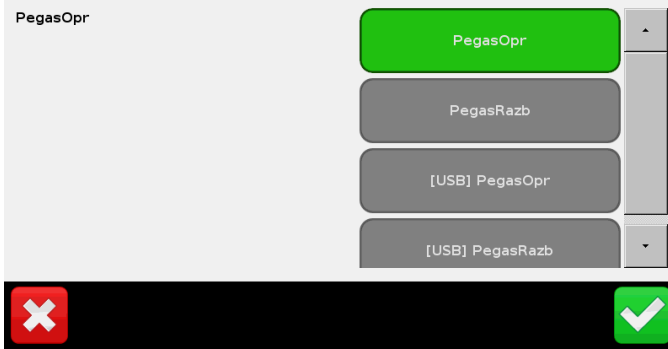 PegasOpr
PegasOpr
PegasRazb
[USB] PegasOpr
[USB] PegasRazb